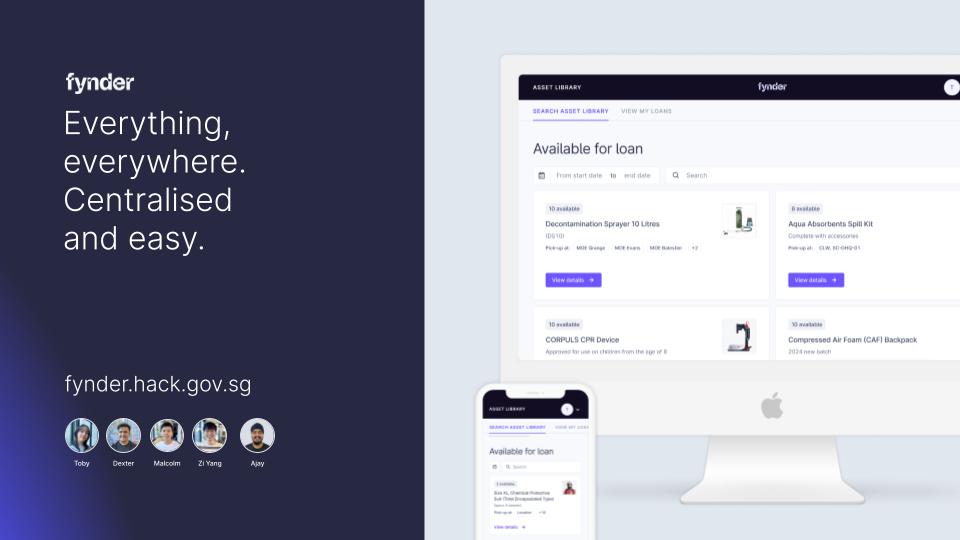 fynder
Everything,
everywhere.
Centralised
and easy.
fynder.hack.gov.sg
Toby Dexter Malcolm Zi Yang Ajay
ASSET LIBRARY fynder T
SEARCH ASSET LIBRARY VIEW MY LOANS
Available for loan
From start date to end date Search
10 available
Decontamination Sprayer 10 Litres
(DS10)
Pick-up at: MOE Grange MOE Evans MOE Balestier +2
View details →
8 available
Aqua Absorbents Spill Kit
Complete with accessories
Pick-up at: CLW, SC-DHQ-01
View details →
10 available
CORPULS CPR Device
Approved for use on children from the age of 8
10 available
Compressed Air Foam (CAF) Backpack
2024 new batch
ASSET LIBRARY T
SEARCH ASSET LIBRARY VIEW MY LOANS
Available for loan
Search
available
Size XL, Chemical Protective
Suit (Time Encapsulated Type)
Pick-up at: Location
View details →